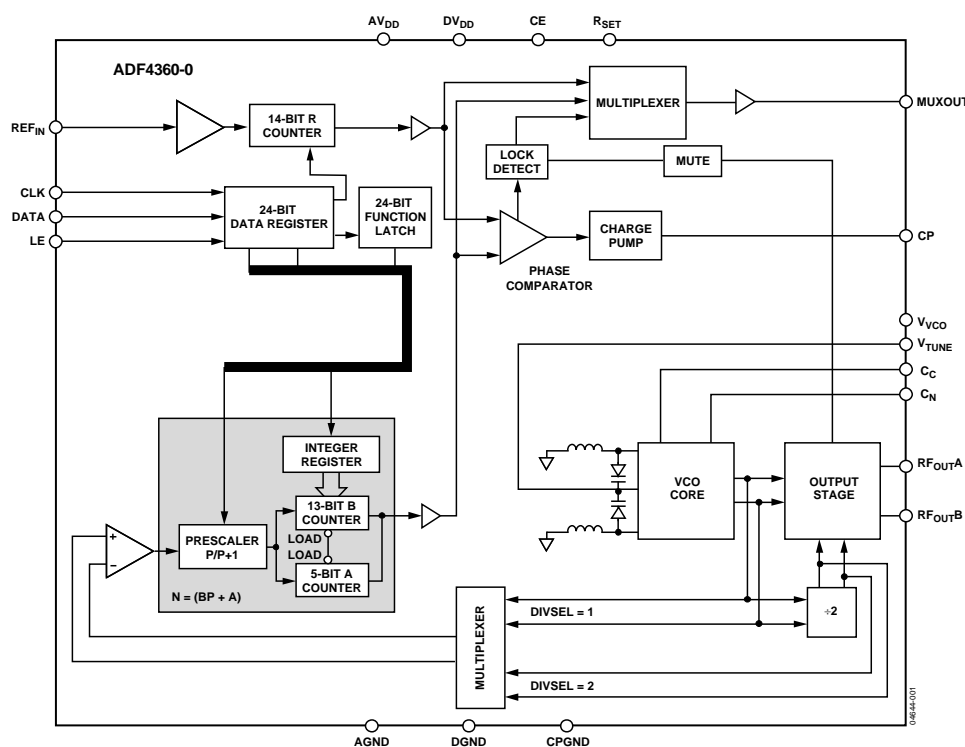 AVDD DVDD CE RSET
ADF4360-0
MULTIPLEXER
MUXOUT
REFIN
14-BIT R
COUNTER
LOCK
DETECT
MUTE
CLK
DATA
LE
24-BIT
DATA REGISTER
24-BIT
FUNCTION
LATCH
CHARGE
PUMP
CP
PHASE
COMPARATOR
VVCO
VTUNE
CC
CN
INTEGER
REGISTER
13-BIT B
COUNTER
LOAD
LOAD
5-BIT A
COUNTER
PRESCALER
P/P+1
+
−
N = (BP + A)
VCO
CORE
OUTPUT
STAGE
RFOUTA
RFOUTB
MULTIPLEXER
DIVSEL = 1
÷2
DIVSEL = 2
04644-001
AGND DGND CPGND